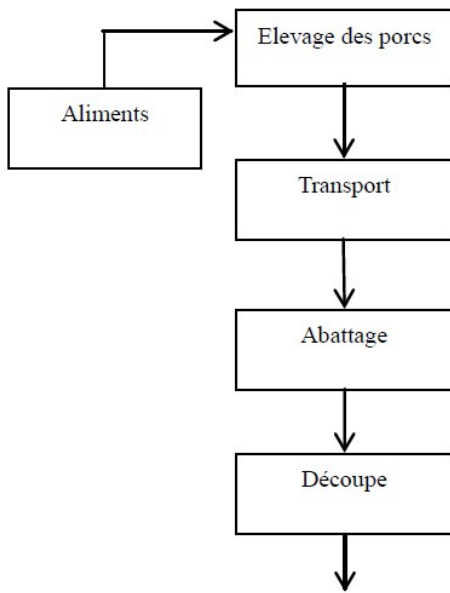 Elevage des porcs
Aliments
Transport
Abattage
Découpe